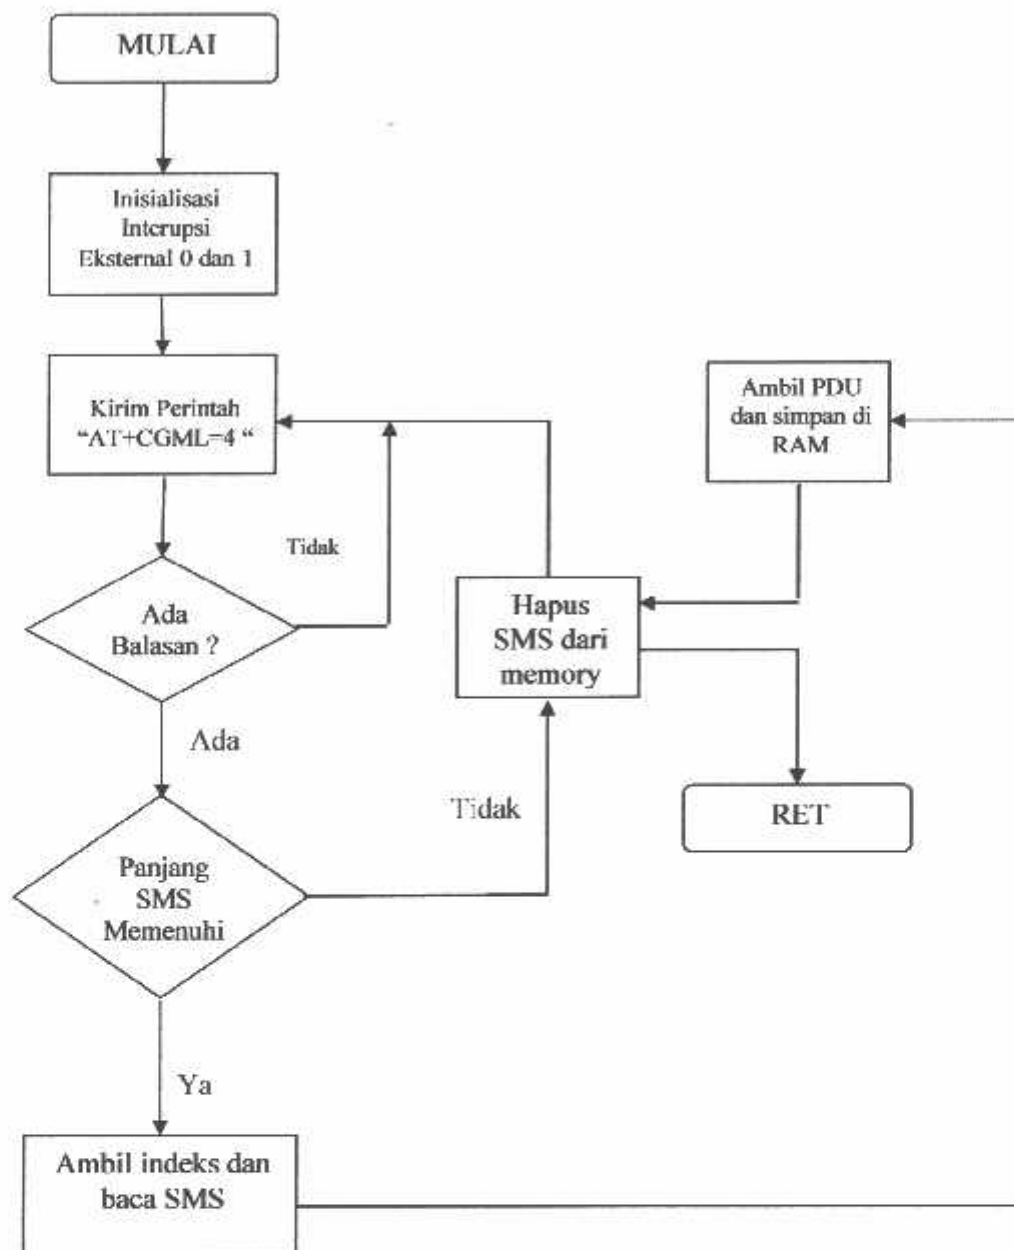 MULAI
Inisialisasi
Interupsi
Eksternal 0 dan 1
Kirim Perintah
“AT+CGML=4 “
Ambil PDU
dan simpan di
RAM
Tidak
Ada
Balasan ?
Hapus
SMS dari
memory
Ada
Tidak
RET
Panjang
SMS
Memenuhi
Ya
Ambil indeks dan
baca SMS